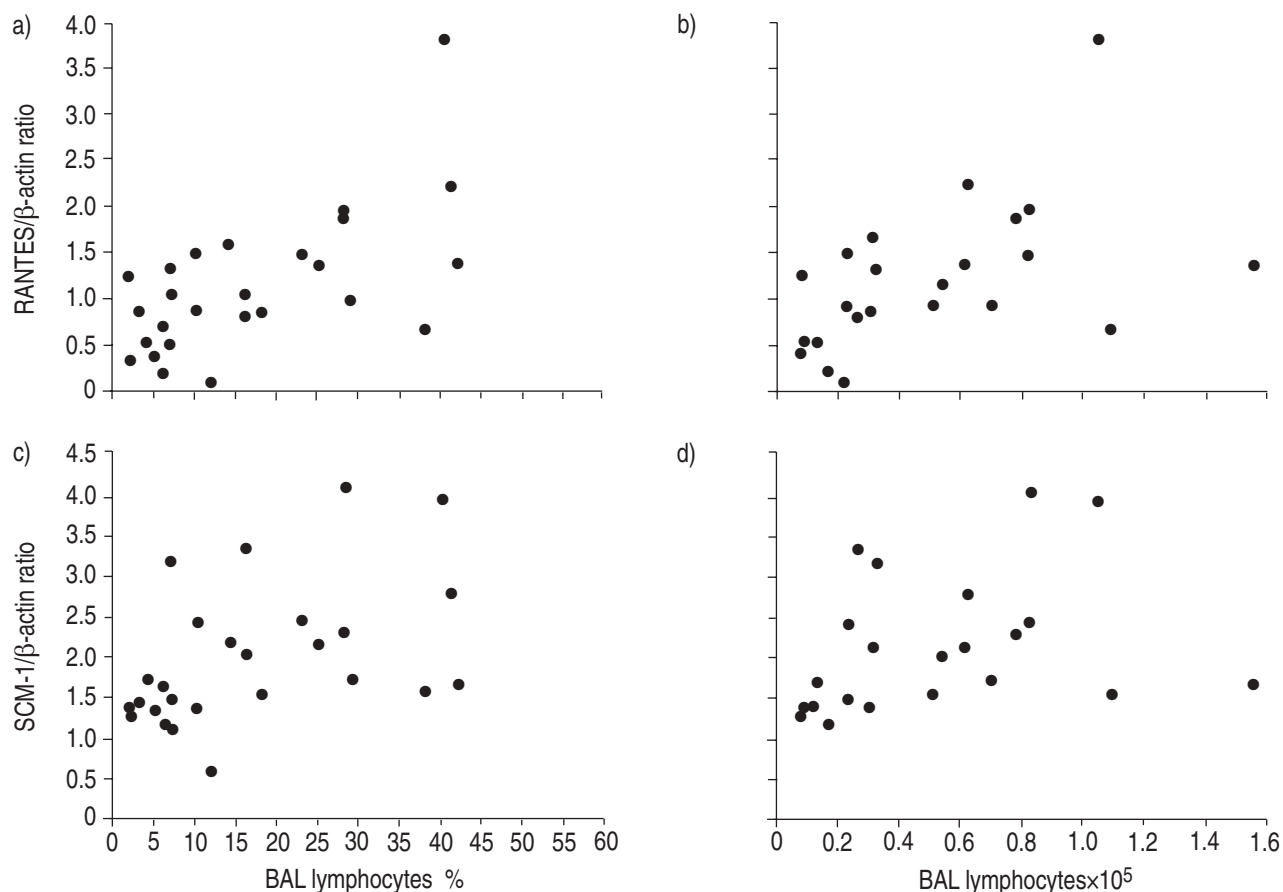 a)
4.0
3.5
3.0
2.5
2.0
1.5
1.0
0.5
0
RANTES/β-actin ratio
b)
c)
4.5
4.0
3.5
3.0
2.5
2.0
1.5
1.0
0.5
0
SCM-1/β-actin ratio
0 5 10 15 20 25 30 35 40 45 50 55 60
BAL lymphocytes %
d)
0 0.2 0.4 0.6 0.8 1.0 1.2 1.4 1.6
BAL lymphocytes×10⁵